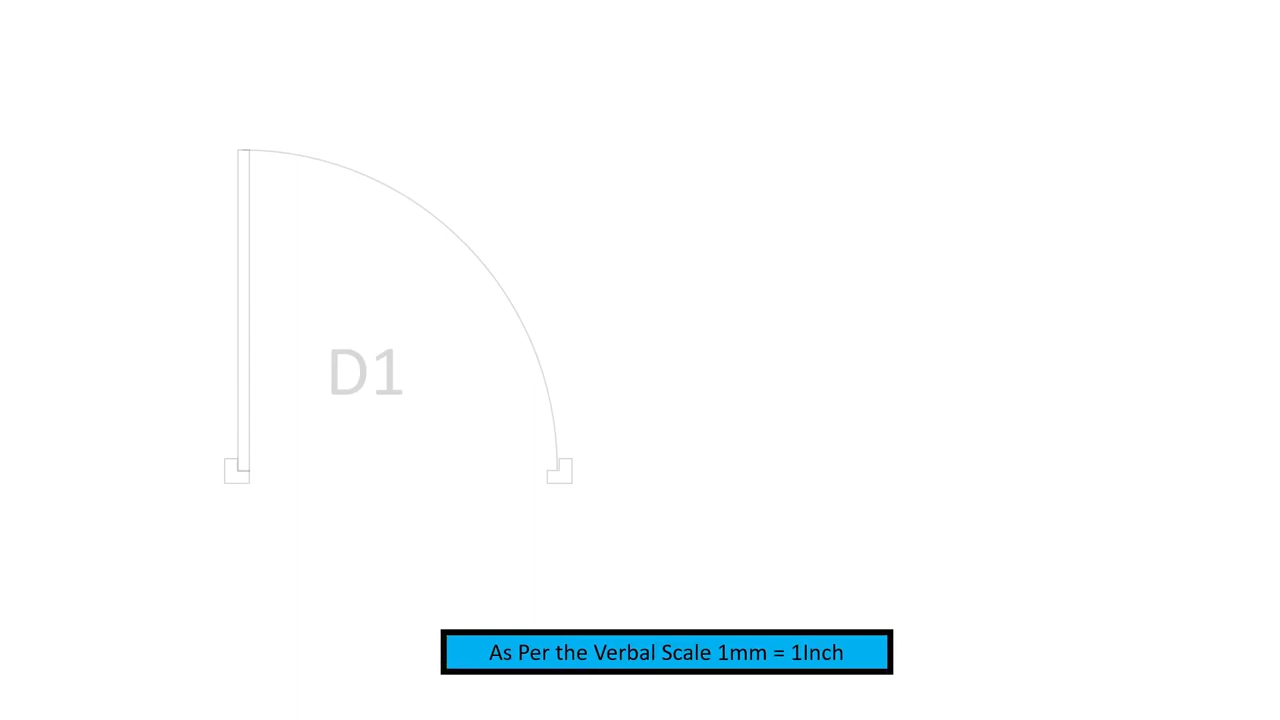 D1
As Per the Verbal Scale 1mm = 1Inch